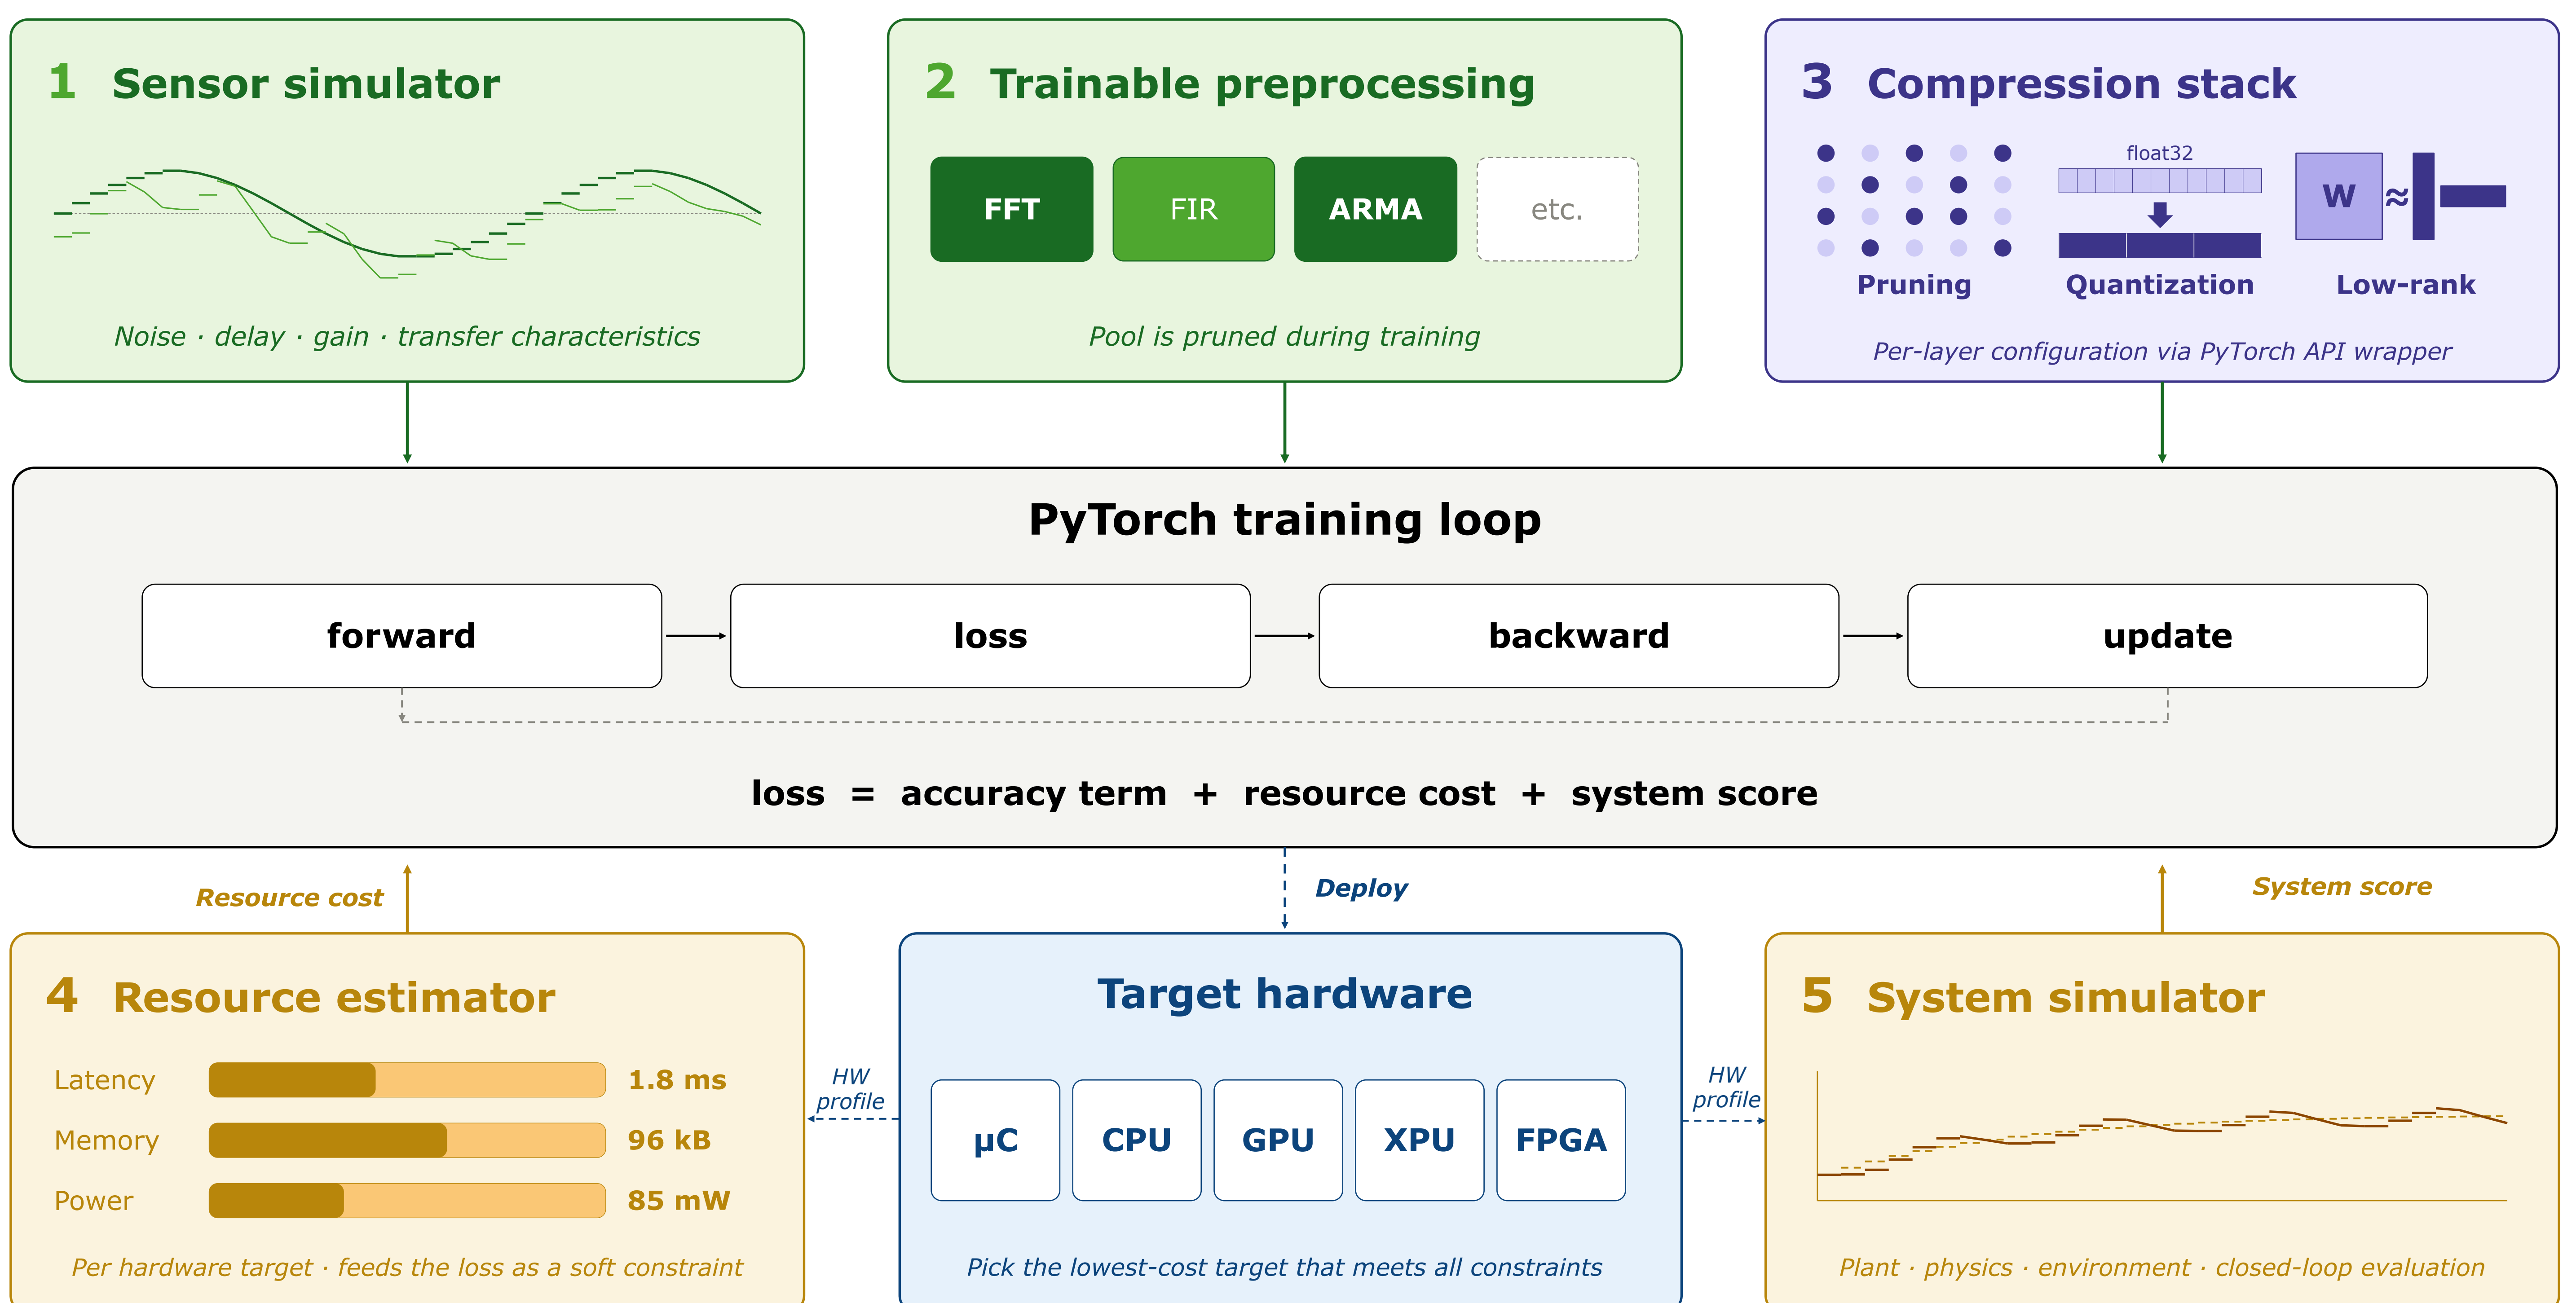 1 Sensor simulator
Noise · delay · gain · transfer characteristics
2 Trainable preprocessing
FFT
FIR
ARMA
etc.
Pool is pruned during training
3 Compression stack
Pruning
float32
Quantization
W ≈
Low-rank
Per-layer configuration via PyTorch API wrapper
PyTorch training loop
forward
loss
backward
update
loss = accuracy term + resource cost + system score
Resource cost
Deploy
System score
4 Resource estimator
Latency 1.8 ms
Memory 96 kB
Power 85 mW
Per hardware target · feeds the loss as a soft constraint
HW
profile
Target hardware
µC
CPU
GPU
XPU
FPGA
Pick the lowest-cost target that meets all constraints
HW
profile
5 System simulator
Plant · physics · environment · closed-loop evaluation